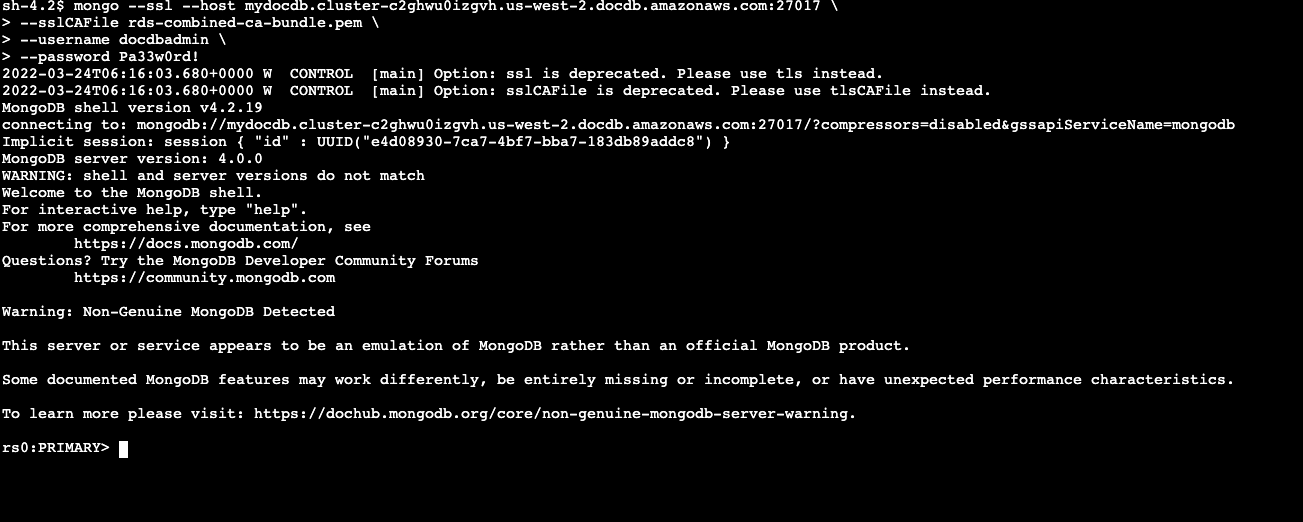 sh-4.2$ mongo --ssl --host mydocdb.cluster-c2ghwu0izgvh.us-west-2.docdb.amazonaws.com:27017 \
> --sslCAFile rds-combined-ca-bundle.pem \
> --username docdbadmin \
> --password Pa33w0rd!
2022-03-24T06:16:03.680+0000 W  CONTROL  [main] Option: ssl is deprecated. Please use tls instead.
2022-03-24T06:16:03.680+0000 W  CONTROL  [main] Option: sslCAFile is deprecated. Please use tlsCAFile instead.
MongoDB shell version v4.2.19
connecting to: mongodb://mydocdb.cluster-c2ghwu0izgvh.us-west-2.docdb.amazonaws.com:27017/?compressors=disabled&gssapiServiceName=mongodb
Implicit session: session { "id" : UUID("e4d08930-7ca7-4bf7-bba7-183db89addc8") }
MongoDB server version: 4.0.0
WARNING: shell and server versions do not match
Welcome to the MongoDB shell.
For interactive help, type "help".
For more comprehensive documentation, see
        https://docs.mongodb.com/
Questions? Try the MongoDB Developer Community Forums
        https://community.mongodb.com
Warning: Non-Genuine MongoDB Detected
This server or service appears to be an emulation of MongoDB rather than an official MongoDB product.
Some documented MongoDB features may work differently, be entirely missing or incomplete, or have unexpected performance characteristics.
To learn more please visit: https://dochub.mongodb.org/core/non-genuine-mongodb-server-warning.
rs0:PRIMARY>